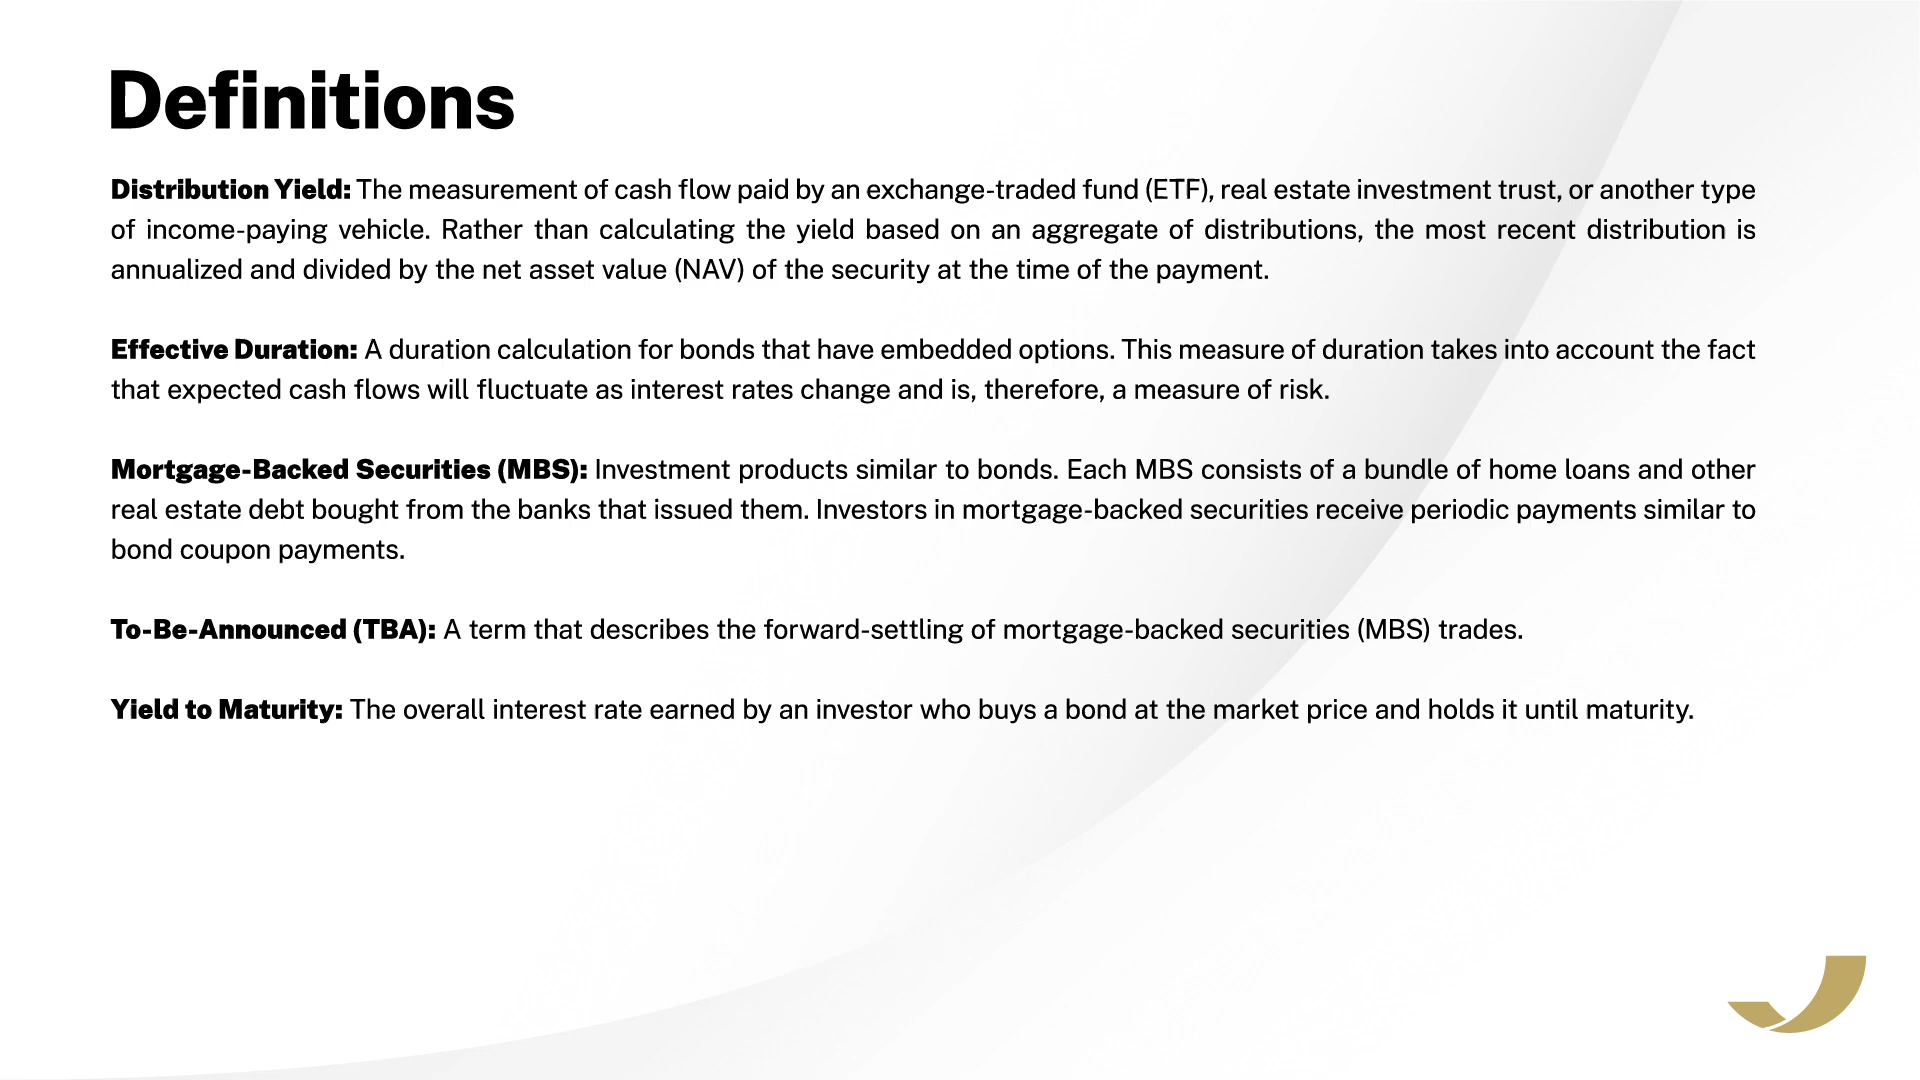 Definitions
Distribution Yield: The measurement of cash flow paid by an exchange-traded fund (ETF), real estate investment trust, or another type
of income-paying vehicle. Rather than calculating the yield based on an aggregate of distributions, the most recent distribution is
annualized and divided by the net asset value (NAV) of the security at the time of the payment.
Effective Duration: A duration calculation for bonds that have embedded options. This measure of duration takes into account the fact
that expected cash flows will fluctuate as interest rates change and is, therefore, a measure of risk.
Mortgage-Backed Securities (MBS): Investment products similar to bonds. Each MBS consists of a bundle of home loans and other
real estate debt bought from the banks that issued them. Investors in mortgage-backed securities receive periodic payments similar to
bond coupon payments.
To-Be-Announced (TBA): A term that describes the forward-settling of mortgage-backed securities (MBS) trades.
Yield to Maturity: The overall interest rate earned by an investor who buys a bond at the market price and holds it until maturity.